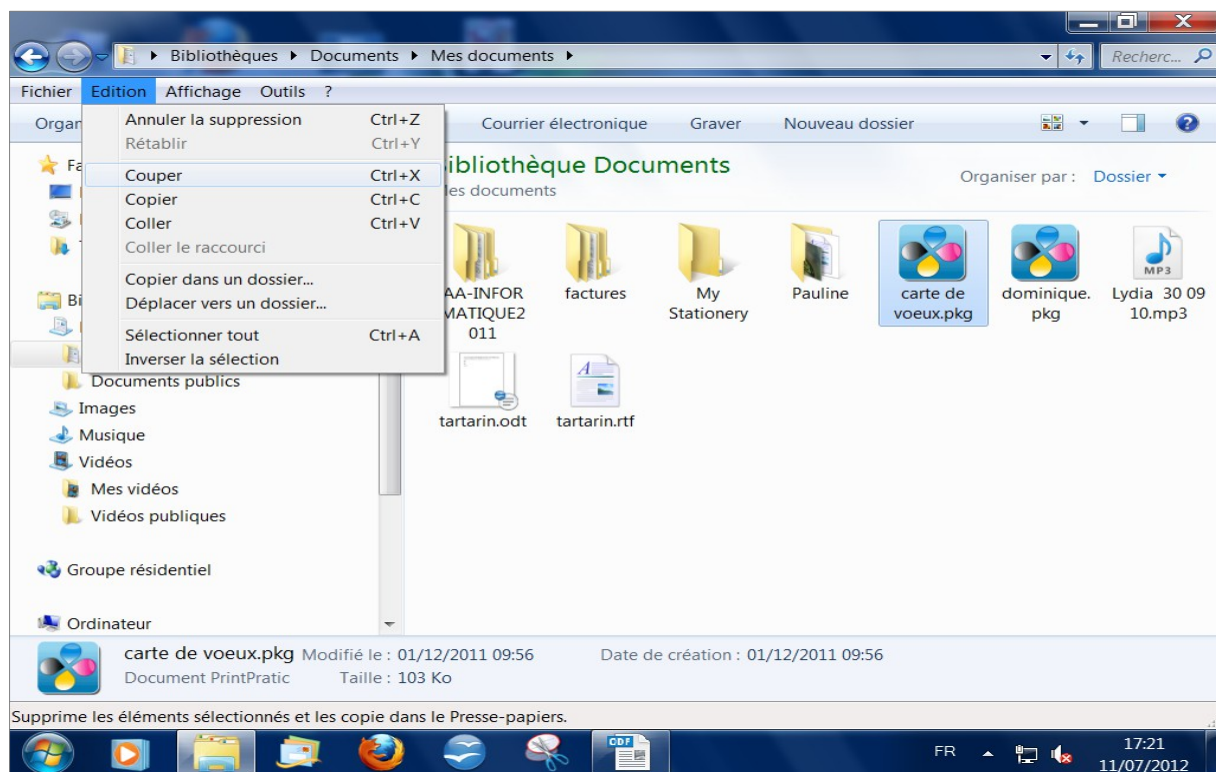 Bibliothèques Documents Mes documents
Recherc...
Fichier Edition Affichage Outils ?
Organ Courrier électronique Graver Nouveau dossier
Annuler la suppression Ctrl+Z
Rétablir Ctrl+Y
Couper Ctrl+X
Copier Ctrl+C
Coller Ctrl+V
Coller le raccourci
Copier dans un dossier...
Déplacer vers un dossier...
Sélectionner tout Ctrl+A
Inverser la sélection
Fa
Bi
Documents publics
Images
Musique
Vidéos
Mes vidéos
Vidéos publiques
Groupe résidentiel
Ordinateur
ibliothèque Documents
les documents
Organiser par : Dossier
AA-INFOR
MATIQUE2
011
factures
My
Stationery
Pauline
carte de
voeux.pkg
dominique.
pkg
MP3
Lydia 30 09
10.mp3
tartarin.odt
tartarin.rtf
carte de voeux.pkg Modifié le : 01/12/2011 09:56 Date de création : 01/12/2011 09:56
Document PrintPratic Taille : 103 Ko
Supprime les éléments sélectionnés et les copie dans le Presse-papiers.
ODF
FR
17:21
11/07/2012